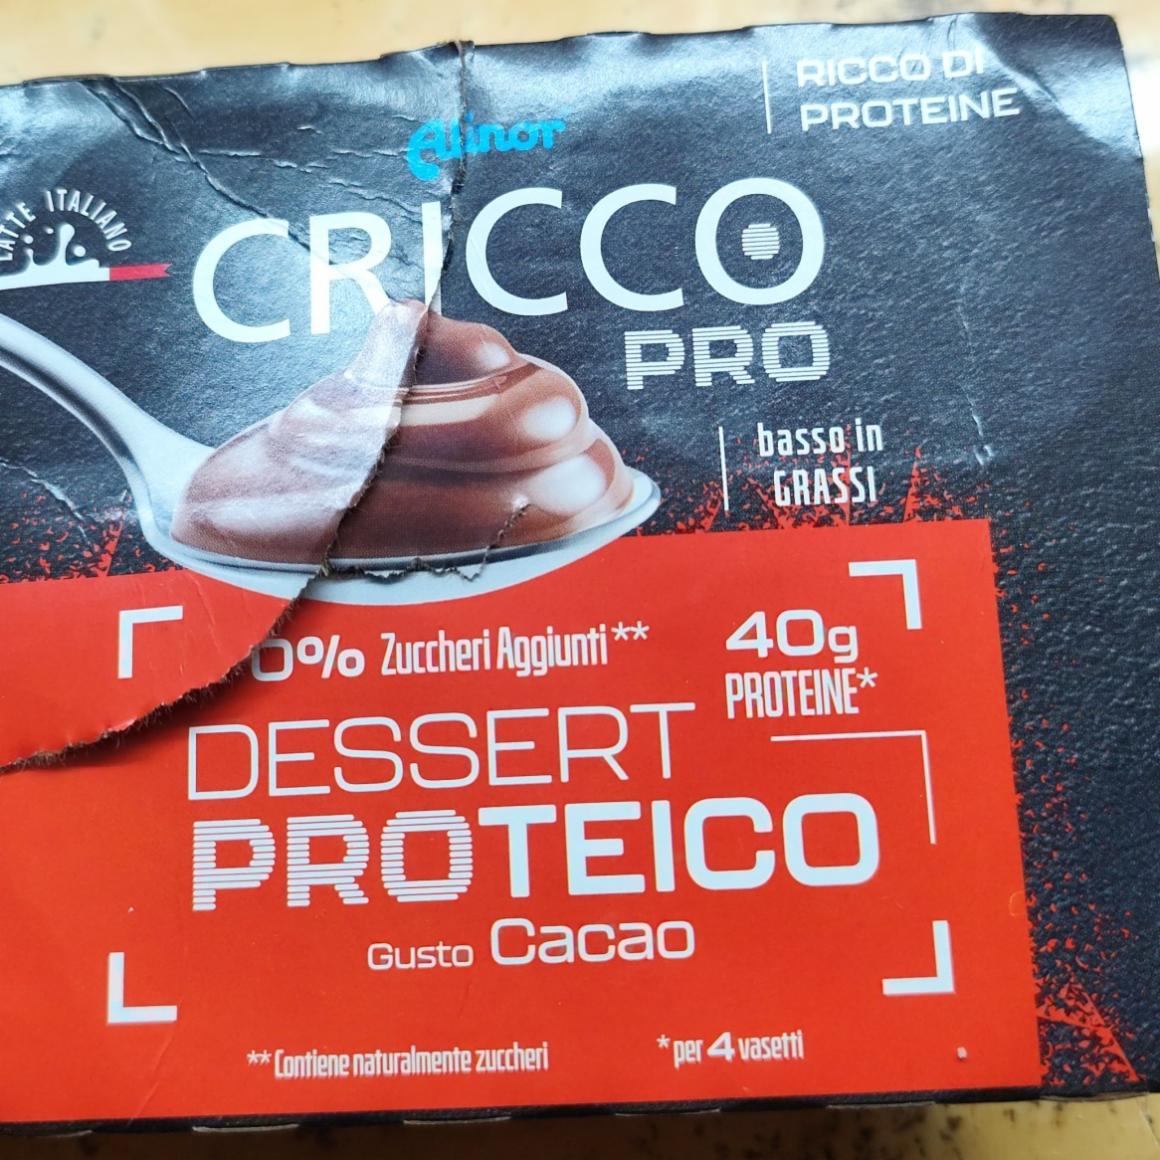 RICCO DI
PROTEINE
Alinor
LATTE ITALIANO
CRICCO
PRO
basso in
GRASSI
0% Zuccheri Aggiunti**
40g
PROTEINE*
DESSERT
PROTEICO
Gusto Cacao
** Contiene naturalmente zuccheri
* per 4 vasetti